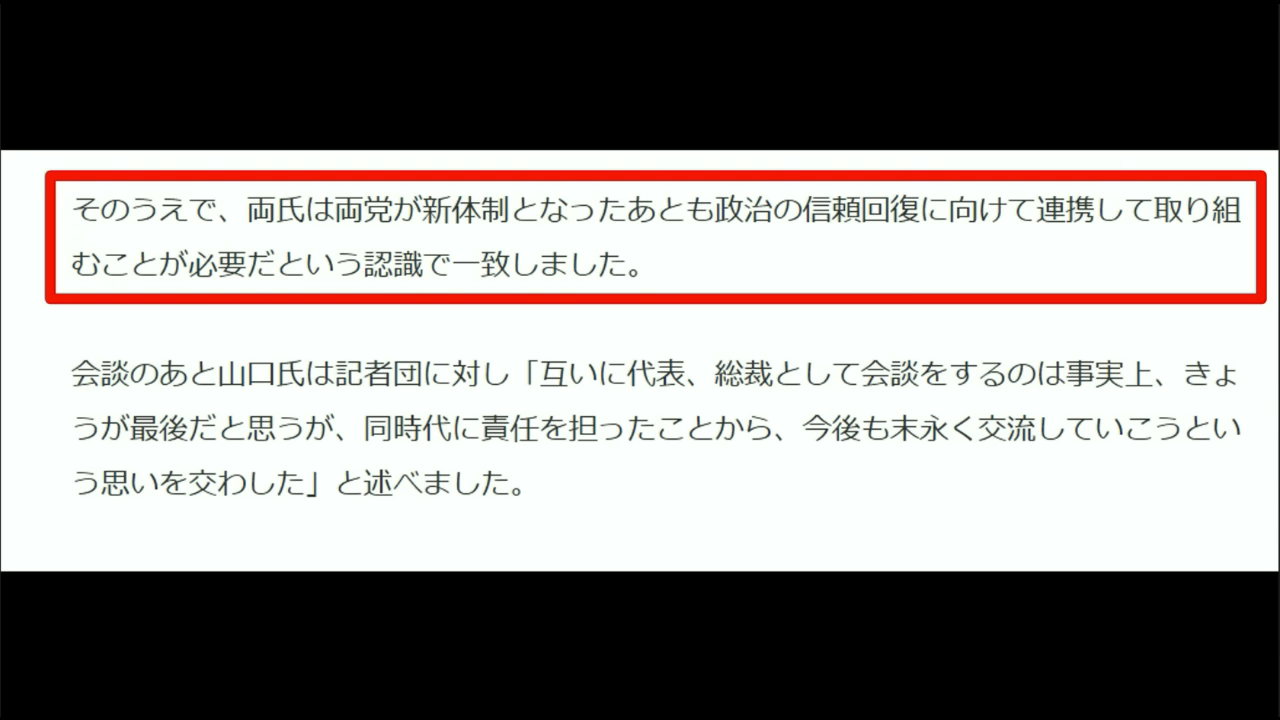 そのうえで、両氏は両党が新体制となったあとも政治の信頼回復に向けて連携して取り組
むことが必要だという認識で一致しました。
会談のあと山口氏は記者団に対し「互いに代表、総裁として会談をするのは事実上、きょ
うが最後だと思うが、同時代に責任を担ったことから、今後も末永く交流していこうとい
う思いを交わした」と述べました。